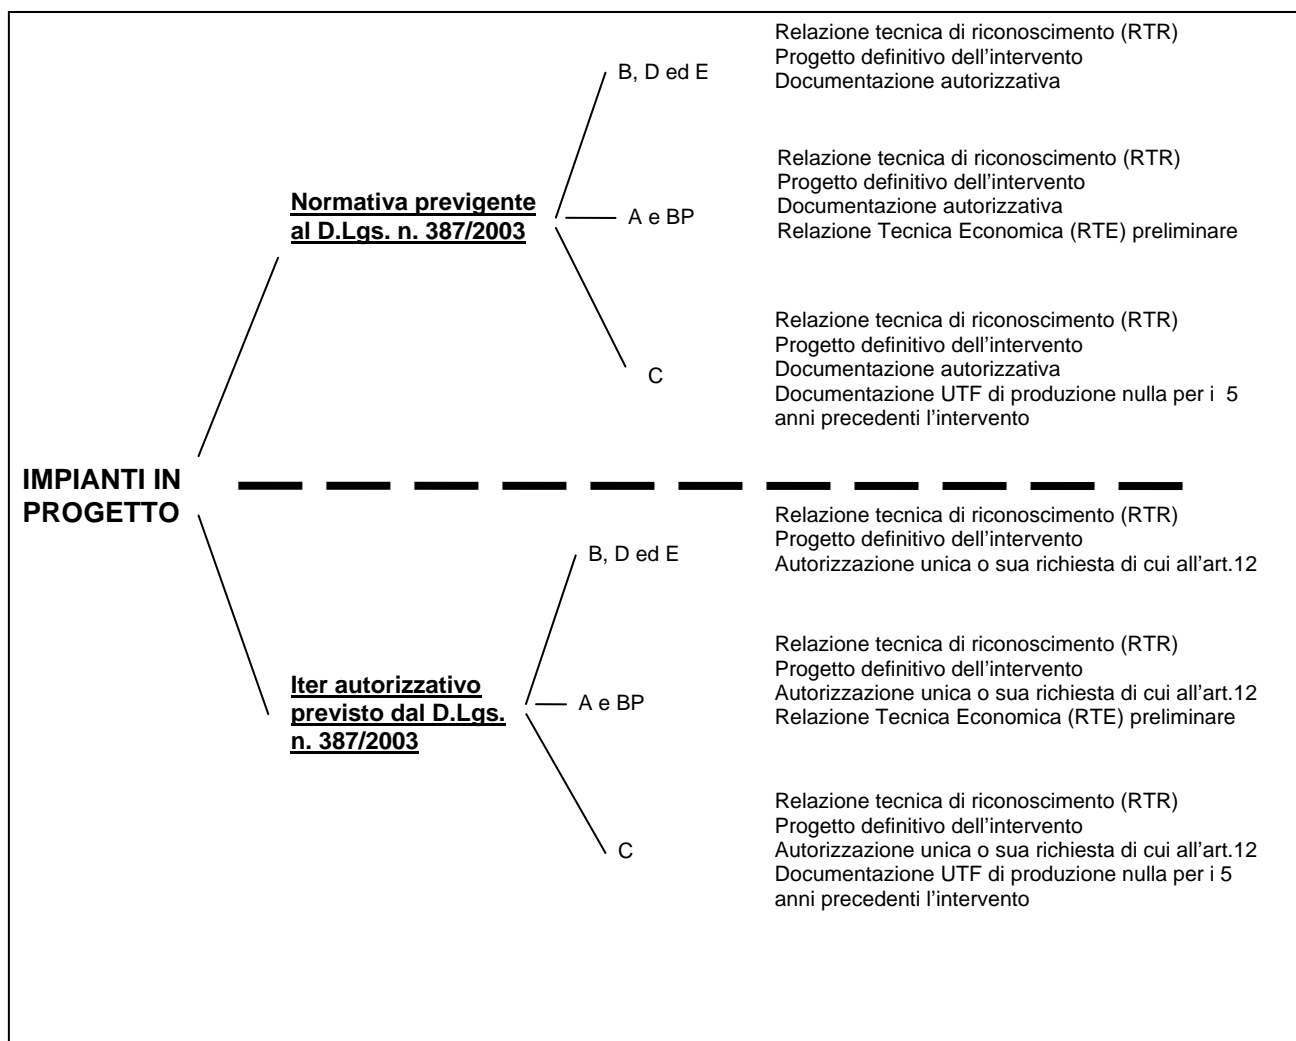 Relazione tecnica di riconoscimento (RTR)
B, D ed E
Progetto definitivo dell'intervento
Documentazione autorizzativa
Normativa previgente
al D.Lgs. n. 387/2003
A e BP
Relazione tecnica di riconoscimento (RTR)
Progetto definitivo dell'intervento
Documentazione autorizzativa
Relazione Tecnica Economica (RTE) preliminare
C
Relazione tecnica di riconoscimento (RTR)
Progetto definitivo dell'intervento
Documentazione autorizzativa
Documentazione UTF di produzione nulla per i 5
anni precedenti l'intervento
IMPIANTI IN
PROGETTO
B, D ed E
Relazione tecnica di riconoscimento (RTR)
Progetto definitivo dell'intervento
Autorizzazione unica o sua richiesta di cui all'art.12
Iter autorizzativo
previsto dal D.Lgs.
n. 387/2003
A e BP
Relazione tecnica di riconoscimento (RTR)
Progetto definitivo dell'intervento
Autorizzazione unica o sua richiesta di cui all'art.12
Relazione Tecnica Economica (RTE) preliminare
C
Relazione tecnica di riconoscimento (RTR)
Progetto definitivo dell'intervento
Autorizzazione unica o sua richiesta di cui all'art.12
Documentazione UTF di produzione nulla per i 5
anni precedenti l'intervento